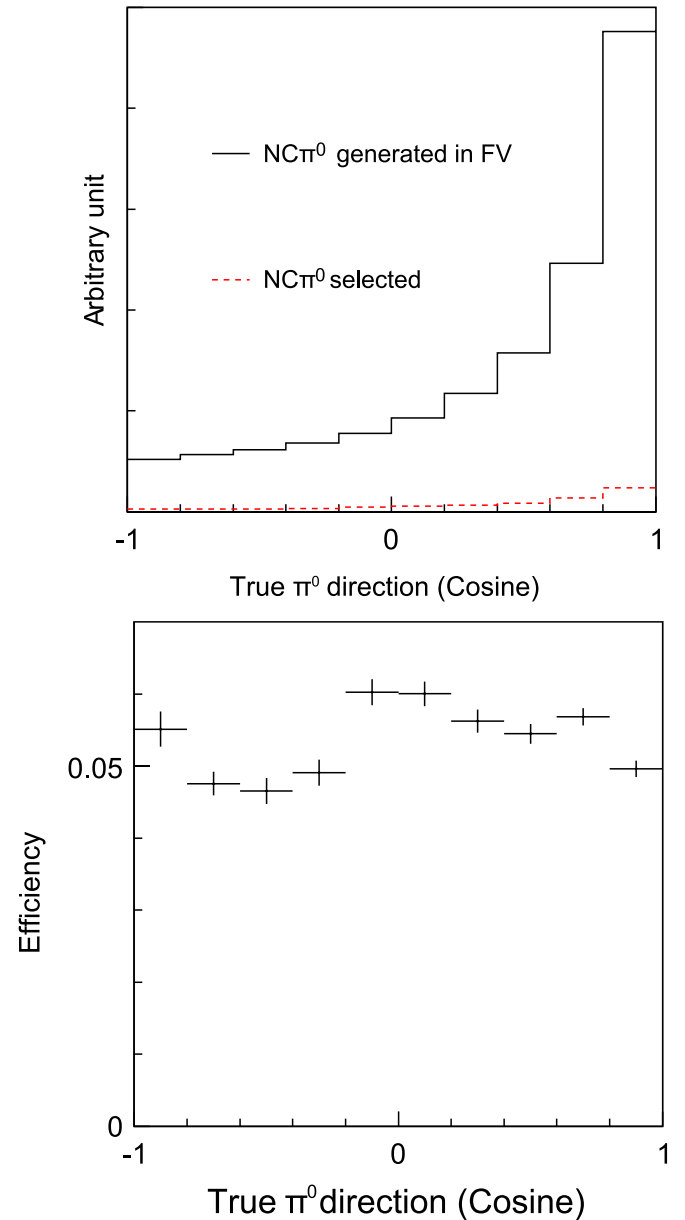 Arbitrary unit
NCπ⁰ generated in FV
NCπ⁰ selected
-1 0 1
True π⁰ direction (Cosine)
Efficiency
0.05
0
-1 0 1
True π⁰ direction (Cosine)